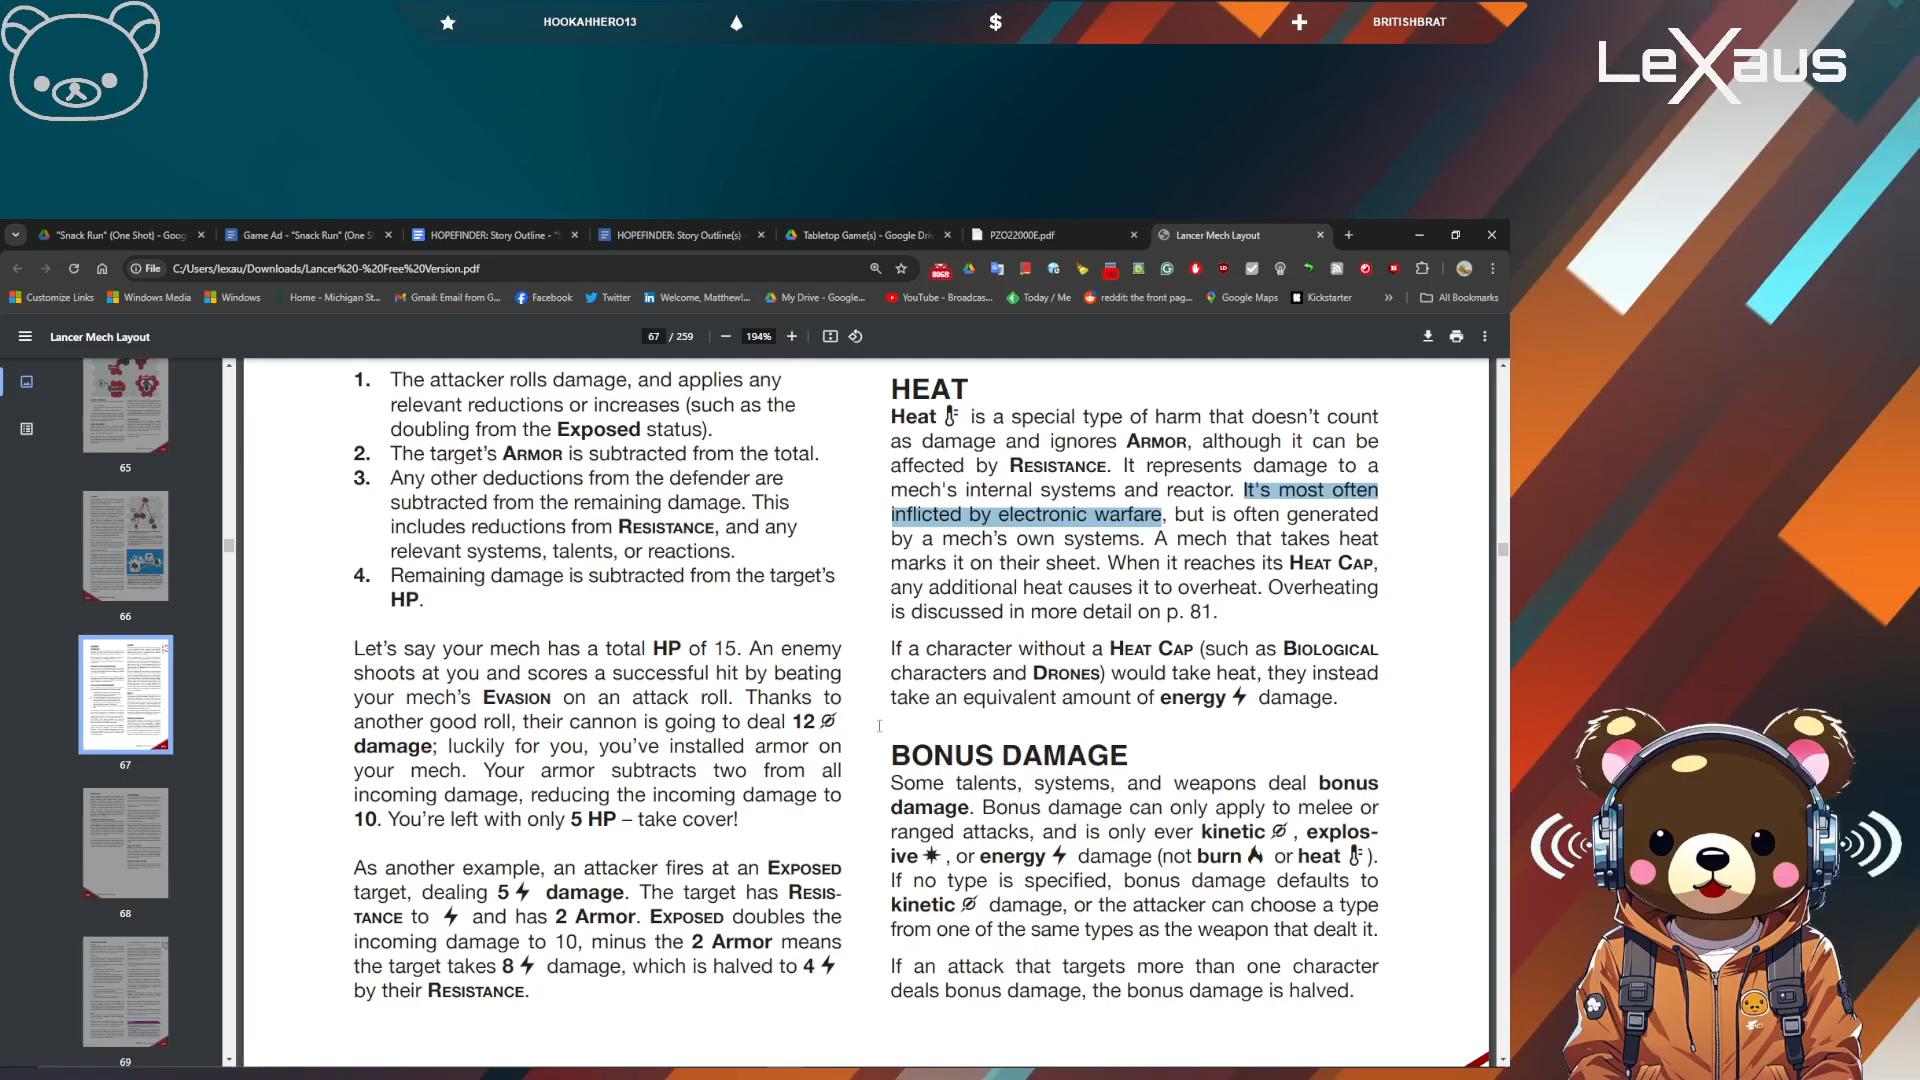 HOOKAHHERO13
$
BRITISHBRAT
LeXaus
"Snack Run" (One Shot) - Goog
Game Ad - "Snack Run" (One S
HOPEFINDER: Story Outline - "
HOPEFINDER: Story Outline(s)
Tabletop Game(s) - Google Dri
PZO22000E.pdf
Lancer Mech Layout
File
C:/Users/lexau/Downloads/Lancer%20-%20Free%20Version.pdf
Customize Links
Windows Media
Windows
Home - Michigan St...
Gmail: Email from G...
Facebook
Twitter
Welcome, Matthew!...
My Drive - Google...
YouTube - Broadcas...
Today / Me
reddit: the front pag...
Google Maps
Kickstarter
»
All Bookmarks
Lancer Mech Layout
67 / 259
194%
65
66
67
68
69
1. The attacker rolls damage, and applies any
relevant reductions or increases (such as the
doubling from the Exposed status).
2. The target's ARMOR is subtracted from the total.
3. Any other deductions from the defender are
subtracted from the remaining damage. This
includes reductions from RESISTANCE, and any
relevant systems, talents, or reactions.
4. Remaining damage is subtracted from the target's
HP.
Let's say your mech has a total HP of 15. An enemy
shoots at you and scores a successful hit by beating
your mech's EVASION on an attack roll. Thanks to
another good roll, their cannon is going to deal 12
damage; luckily for you, you've installed armor on
your mech. Your armor subtracts two from all
incoming damage, reducing the incoming damage to
10. You're left with only 5 HP – take cover!
As another example, an attacker fires at an EXPOSED
target, dealing 5 damage. The target has RESIS-
TANCE to and has 2 Armor. EXPOSED doubles the
incoming damage to 10, minus the 2 Armor means
the target takes 8 damage, which is halved to 4
by their RESISTANCE.
HEAT
Heat is a special type of harm that doesn't count
as damage and ignores ARMOR, although it can be
affected by RESISTANCE. It represents damage to a
mech's internal systems and reactor. It's most often
inflicted by electronic warfare, but is often generated
by a mech's own systems. A mech that takes heat
marks it on their sheet. When it reaches its HEAT CAP,
any additional heat causes it to overheat. Overheating
is discussed in more detail on p. 81.
If a character without a HEAT CAP (such as BIOLOGICAL
characters and DRONES) would take heat, they instead
take an equivalent amount of energy damage.
BONUS DAMAGE
Some talents, systems, and weapons deal bonus
damage. Bonus damage can only apply to melee or
ranged attacks, and is only ever kinetic , explos-
ive , or energy damage (not burn or heat ).
If no type is specified, bonus damage defaults to
kinetic damage, or the attacker can choose a type
from one of the same types as the weapon that dealt it.
If an attack that targets more than one character
deals bonus damage, the bonus damage is halved.